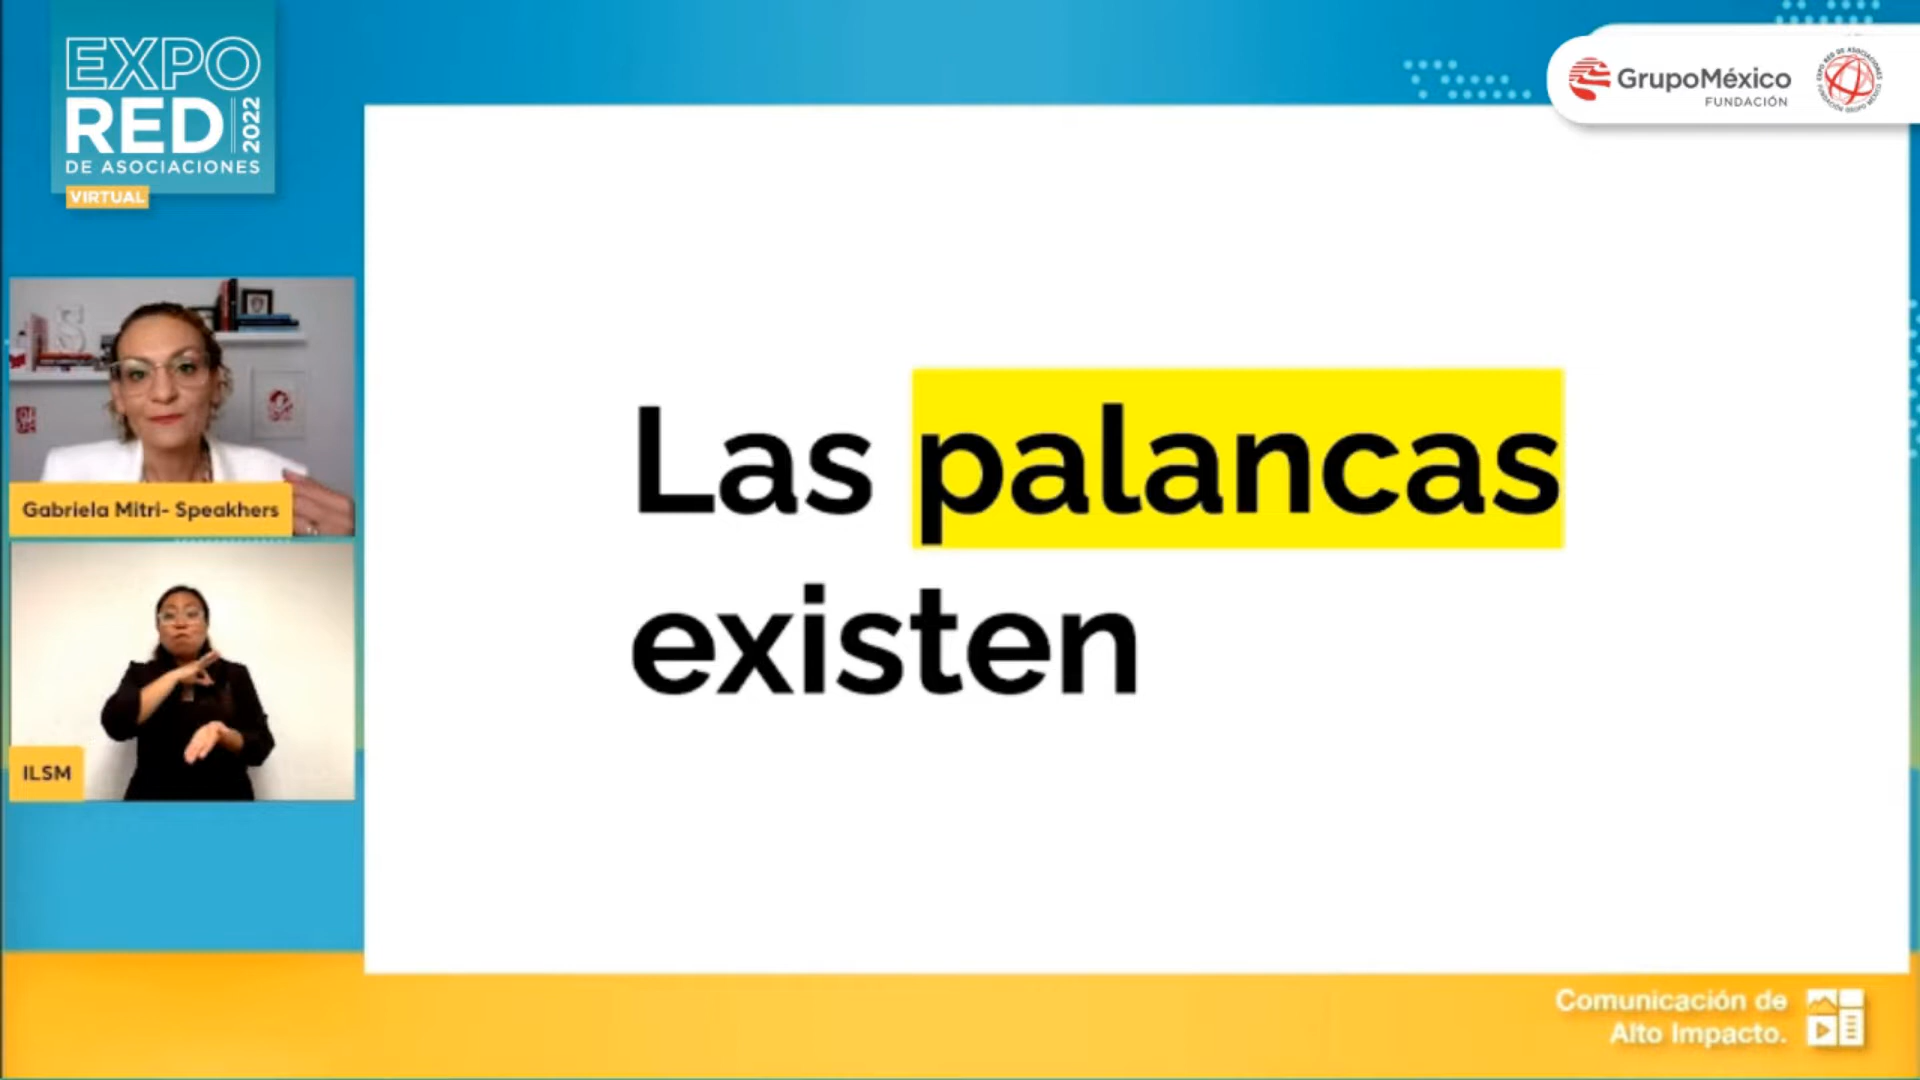 EXPO
RED 2022
DE ASOCIACIONES
VIRTUAL
GrupoMéxico
FUNDACIÓN
Las palancas
existen
Gabriela Mitri- Speakhers
ILSM
Comunicación de
Alto Impacto.